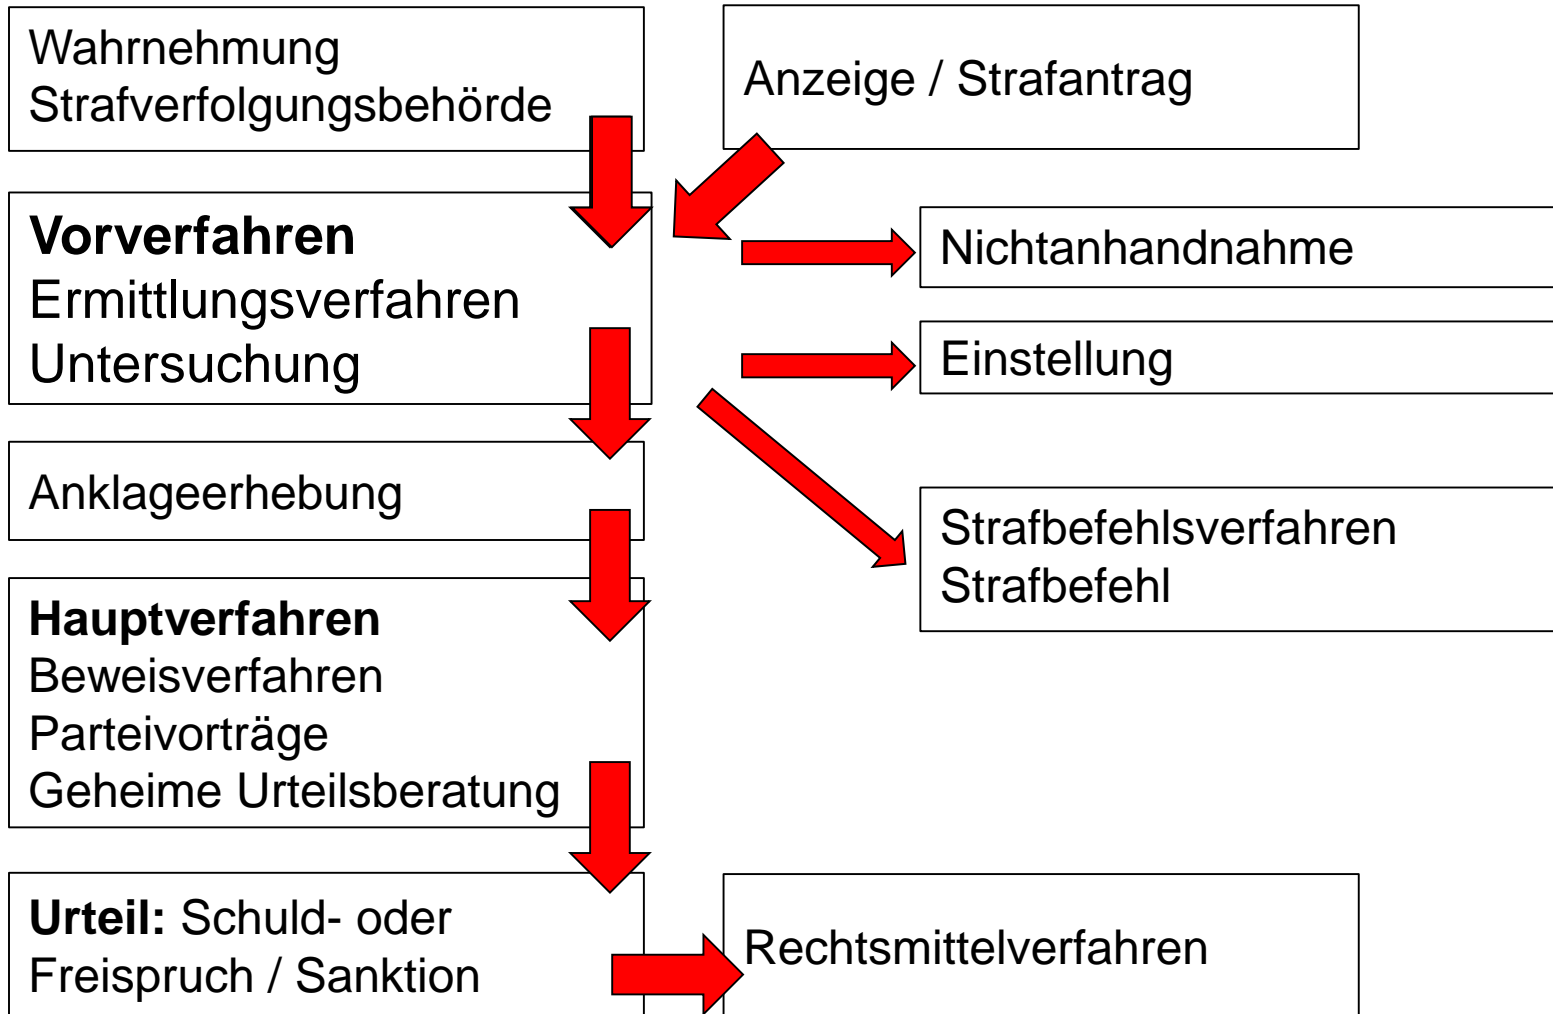 Wahrnehmung
Strafverfolgungsbehörde
Anzeige / Strafantrag
Vorverfahren
Ermittlungsverfahren
Untersuchung
Nichtanhandnahme
Einstellung
Anklageerhebung
Strafbefehlsverfahren
Strafbefehl
Hauptverfahren
Beweisverfahren
Parteivorträge
Geheime Urteilsberatung
Urteil: Schuld- oder
Freispruch / Sanktion
Rechtsmittelverfahren